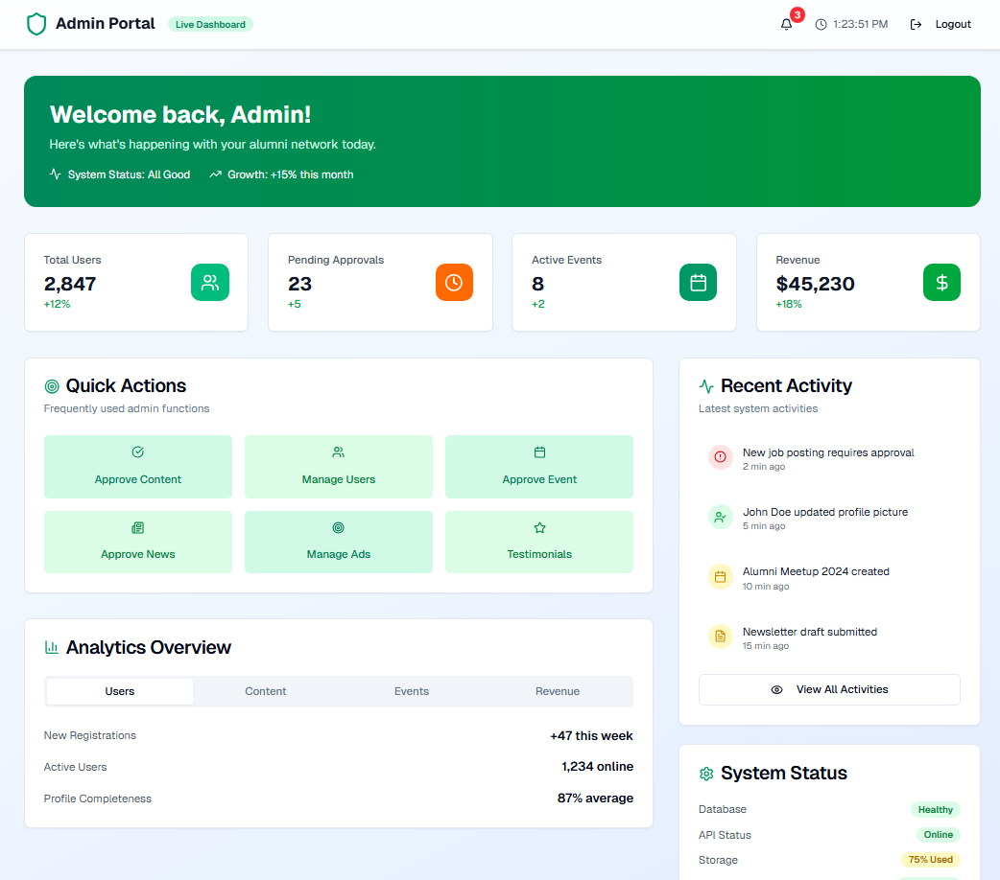 Admin Portal
Live Dashboard
3
1:23:51 PM
Logout
Welcome back, Admin!
Here's what's happening with your alumni network today.
System Status: All Good
Growth: +15% this month
Total Users
2,847
+12%
Pending Approvals
23
+5
Active Events
8
+2
Revenue
$45,230
+18%
Quick Actions
Frequently used admin functions
Approve Content
Manage Users
Approve Event
Approve News
Manage Ads
Testimonials
Analytics Overview
Users
Content
Events
Revenue
New Registrations
+47 this week
Active Users
1,234 online
Profile Completeness
87% average
Recent Activity
Latest system activities
New job posting requires approval
2 min ago
John Doe updated profile picture
5 min ago
Alumni Meetup 2024 created
10 min ago
Newsletter draft submitted
15 min ago
View All Activities
System Status
Database
Healthy
API Status
Online
Storage
75% Used